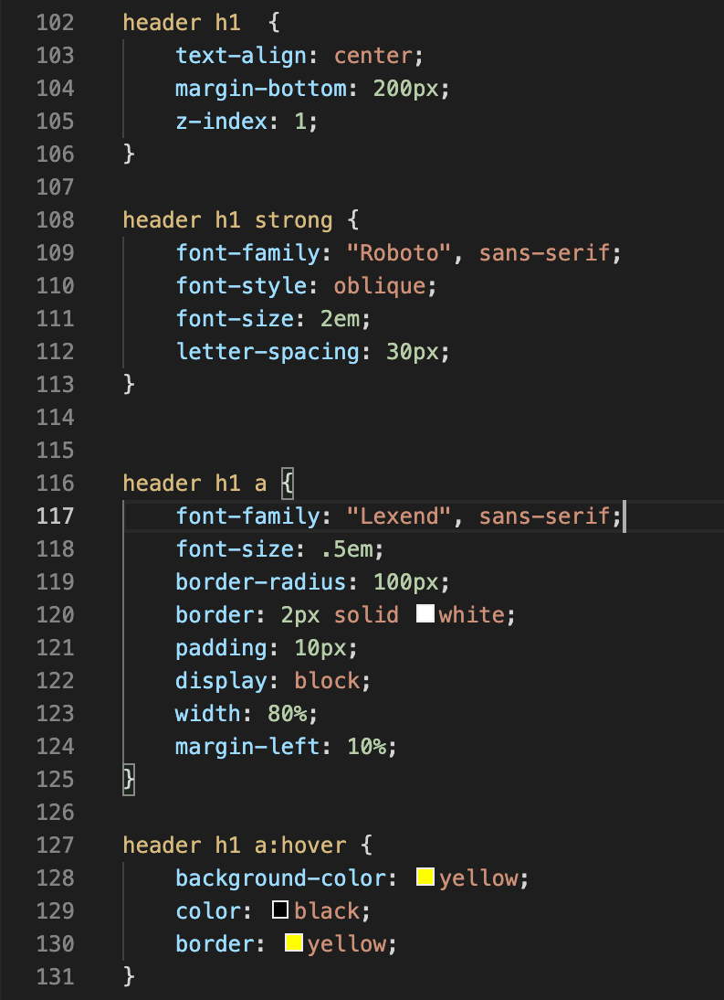 102 header h1  {
103     text-align: center;
104     margin-bottom: 200px;
105     z-index: 1;
106 }
107
108 header h1 strong {
109     font-family: "Roboto", sans-serif;
110     font-style: oblique;
111     font-size: 2em;
112     letter-spacing: 30px;
113 }
114
115
116 header h1 a {
117     font-family: "Lexend", sans-serif;
118     font-size: .5em;
119     border-radius: 100px;
120     border: 2px solid white;
121     padding: 10px;
122     display: block;
123     width: 80%;
124     margin-left: 10%;
125 }
126
127 header h1 a:hover {
128     background-color: yellow;
129     color: black;
130     border: yellow;
131 }